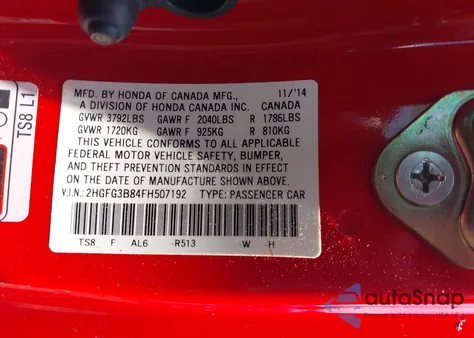 MFD. BY HONDA OF CANADA MFG., 11/'14
A DIVISION OF HONDA CANADA INC. CANADA
GVWR 3792LBS GAWR F 2040LBS R 1786LBS
GVWR 1720KG GAWR F 925KG R 810KG
THIS VEHICLE CONFORMS TO ALL APPLICABLE
FEDERAL MOTOR VEHICLE SAFETY, BUMPER,
AND THEFT PREVENTION STANDARDS IN EFFECT
ON THE DATE OF MANUFACTURE SHOWN ABOVE.
V.I.N.: 2HGFG3B84FH507192 TYPE: PASSENGER CAR
TS8 F AL6 -R513 -W -H
TS8 L1
autaSnap